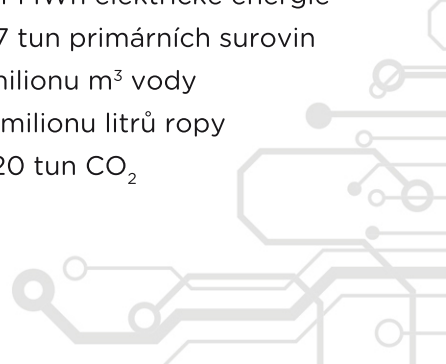 MWh elektrické energie
7 tun primárních surovin
milionu m³ vody
milionu litrů ropy
20 tun CO₂